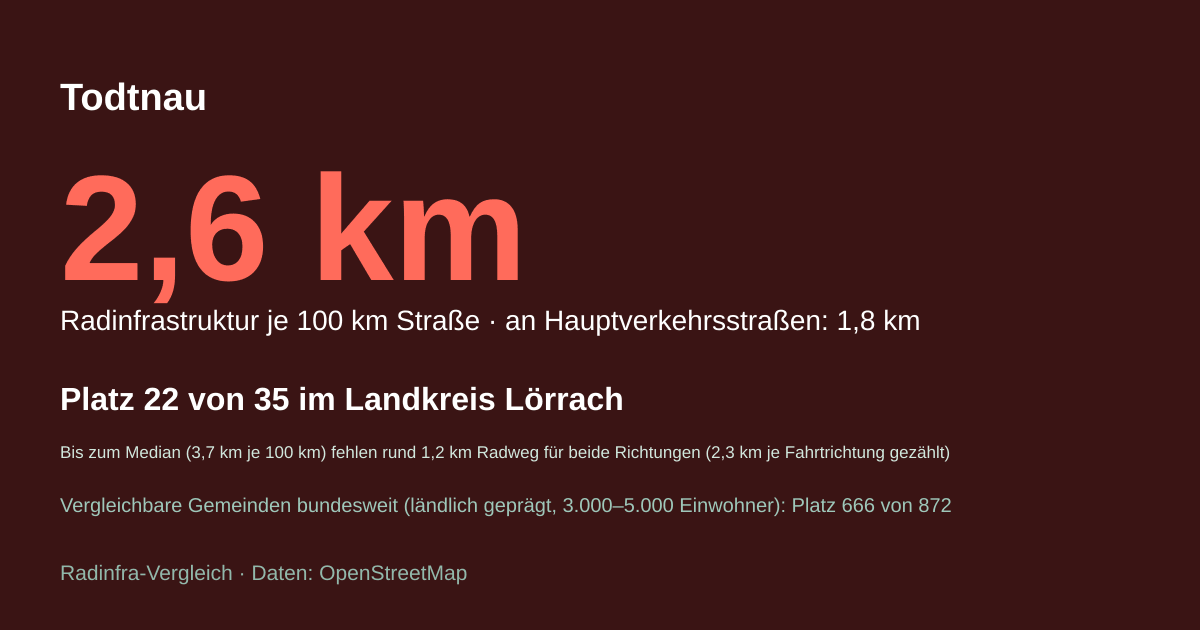 Todtnau
2,6 km
Radinfrastruktur je 100 km Straße · an Hauptverkehrsstraßen: 1,8 km
Platz 22 von 35 im Landkreis Lörrach
Bis zum Median (3,7 km je 100 km) fehlen rund 1,2 km Radweg für beide Richtungen (2,3 km je Fahrtrichtung gezählt)
Vergleichbare Gemeinden bundesweit (ländlich geprägt, 3.000–5.000 Einwohner): Platz 666 von 872
Radinfra-Vergleich · Daten: OpenStreetMap